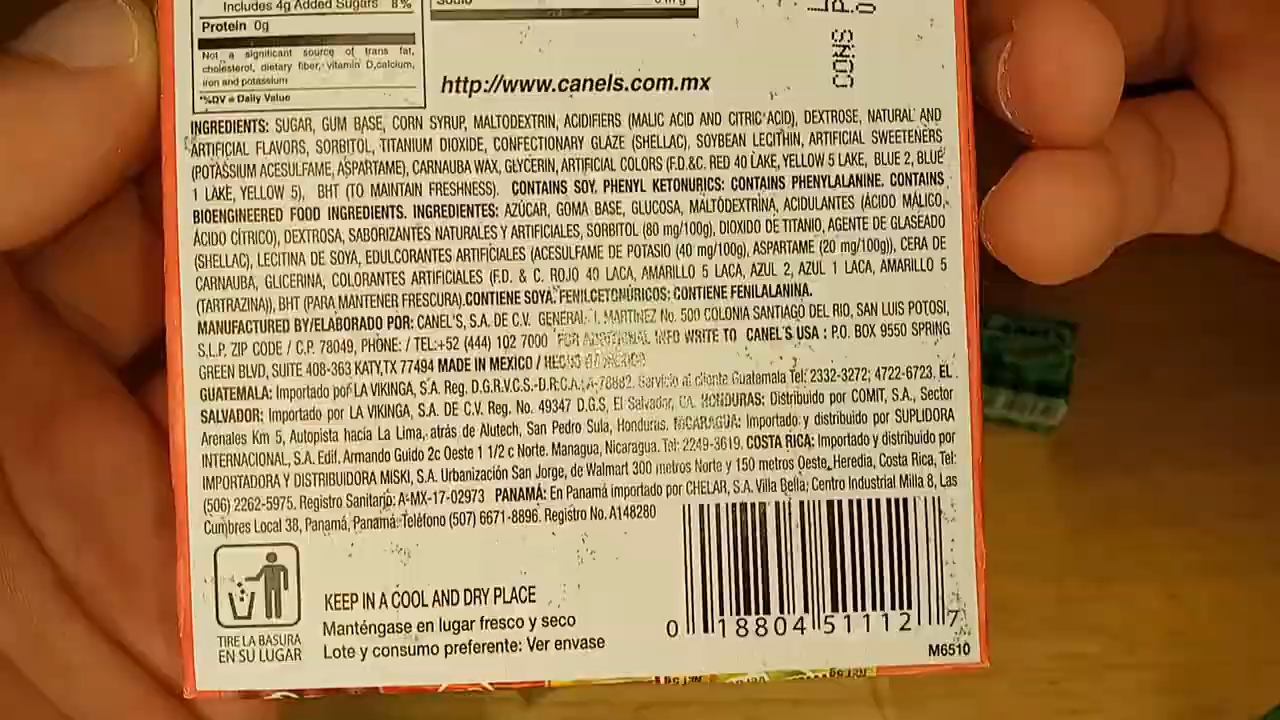 Includes 4g Added Sugars 8%
Protein 0g
Not a significant source of trans fat,
cholesterol, dietary fiber, vitamin D,calcium,
iron and potassium
*%DV = Daily Value
http://www.canels.com.mx
CONS
INGREDIENTS: SUGAR, GUM BASE, CORN SYRUP, MALTODEXTRIN, ACIDIFIERS (MALIC ACID AND CITRIC ACID), DEXTROSE, NATURAL AND
ARTIFICIAL FLAVORS, SORBITOL, TITANIUM DIOXIDE, CONFECTIONARY GLAZE (SHELLAC), SOYBEAN LECITHIN, ARTIFICIAL SWEETENERS
(POTASSIUM ACESULFAME, ASPARTAME), CARNAUBA WAX, GLYCERIN, ARTIFICIAL COLORS (F.D.&C. RED 40 LAKE, YELLOW 5 LAKE, BLUE 2, BLUE
1 LAKE, YELLOW 5), BHT (TO MAINTAIN FRESHNESS). CONTAINS SOY. PHENYL KETONURICS: CONTAINS PHENYLALANINE. CONTAINS
BIOENGINEERED FOOD INGREDIENTS. INGREDIENTES: AZÚCAR, GOMA BASE, GLUCOSA, MALTODEXTRINA, ACIDULANTES (ÁCIDO MÁLICO,
ÁCIDO CÍTRICO), DEXTROSA, SABORIZANTES NATURALES Y ARTIFICIALES, SORBITOL (80 mg/100g), DIOXIDO DE TITANIO, AGENTE DE GLASEADO
(SHELLAC), LECITINA DE SOYA, EDULCORANTES ARTIFICIALES (ACESULFAME DE POTASIO (40 mg/100g), ASPARTAME (20 mg/100g)), CERA DE
CARNAUBA, GLICERINA, COLORANTES ARTIFICIALES (F.D. & C. ROJO 40 LACA, AMARILLO 5 LACA, AZUL 2, AZUL 1 LACA, AMARILLO 5
(TARTRAZINA)), BHT (PARA MANTENER FRESCURA).CONTIENE SOYA. FENILCETONÚRICOS: CONTIENE FENILALANINA.
MANUFACTURED BY/ELABORADO POR: CANEL'S, S.A. DE C.V. GENERAL I. MARTINEZ No. 500 COLONIA SANTIAGO DEL RIO, SAN LUIS POTOSI,
S.L.P. ZIP CODE / C.P. 78049, PHONE: / TEL:+52 (444) 102 7000 FOR ADDITIONAL INFO WRITE TO CANEL'S USA : P.O. BOX 9550 SPRING
GREEN BLVD, SUITE 408-363 KATY,TX 77494 MADE IN MEXICO / HECHO EN MEXICO
GUATEMALA: Importado por LA VIKINGA, S.A. Reg. D.G.R.V.C.S.-D.R.C.A.: A-78882. Servicio al cliente Guatemala Tel: 2332-3272; 4722-6723. EL
SALVADOR: Importado por LA VIKINGA, S.A. DE C.V. Reg. No. 49347 D.G.S, El Salvador, CA. HONDURAS: Distribuido por COMIT, S.A., Sector
Arenales Km 5, Autopista hacía La Lima, atrás de Alutech, San Pedro Sula, Honduras. NICARAGUA: Importado y distribuido por SUPLIDORA
INTERNACIONAL, S.A. Edif. Armando Guido 2c Oeste 1 1/2 c Norte. Managua, Nicaragua. Tel: 2249-3619. COSTA RICA: Importado y distribuido por
IMPORTADORA Y DISTRIBUIDORA MISKI, S.A. Urbanización San Jorge, de Walmart 300 metros Norte y 150 metros Oeste, Heredia, Costa Rica, Tel:
(506) 2262-5975. Registro Sanitario: A-MX-17-02973 PANAMÁ: En Panamá importado por CHELAR, S.A. Villa Bella; Centro Industrial Milla 8, Las
Cumbres Local 38, Panamá, Panamá. Teléfono (507) 6671-8896. Registro No. A148280
TIRE LA BASURA
EN SU LUGAR
KEEP IN A COOL AND DRY PLACE
Manténgase en lugar fresco y seco
Lote y consumo preferente: Ver envase
0 18804 51112 7
M6510